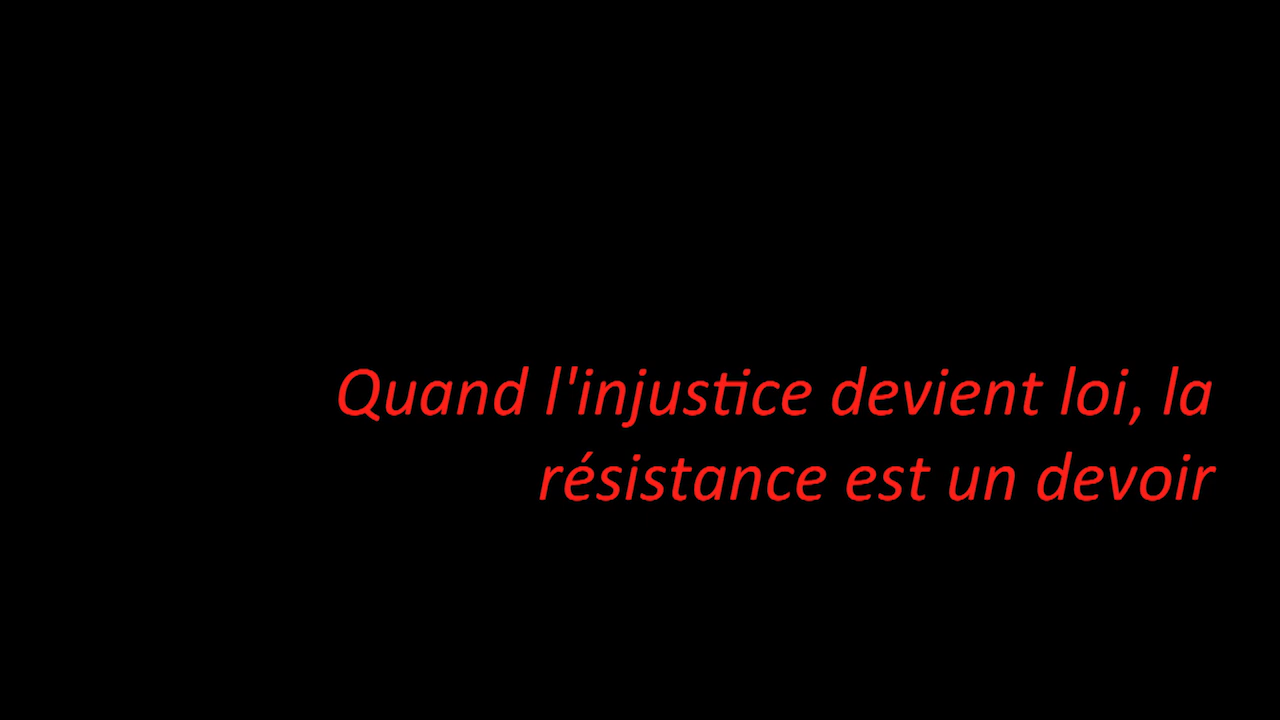 Quand l'injustice devient loi, la
résistance est un devoir